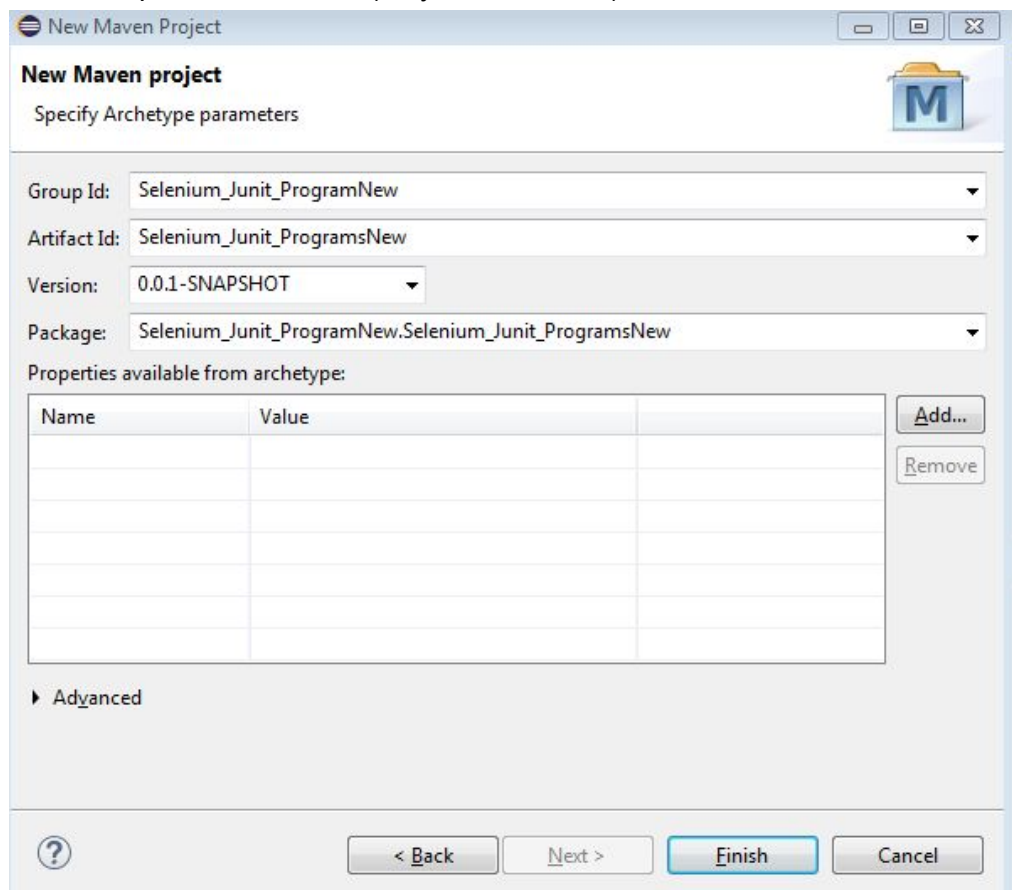 New Maven Project
New Maven project
Specify Archetype parameters
M
Group Id: Selenium_Junit_ProgramNew
Artifact Id: Selenium_Junit_ProgramsNew
Version: 0.0.1-SNAPSHOT
Package: Selenium_Junit_ProgramNew.Selenium_Junit_ProgramsNew
Properties available from archetype:
Name Value
Add...
Remove
Advanced
? < Back Next > Finish Cancel